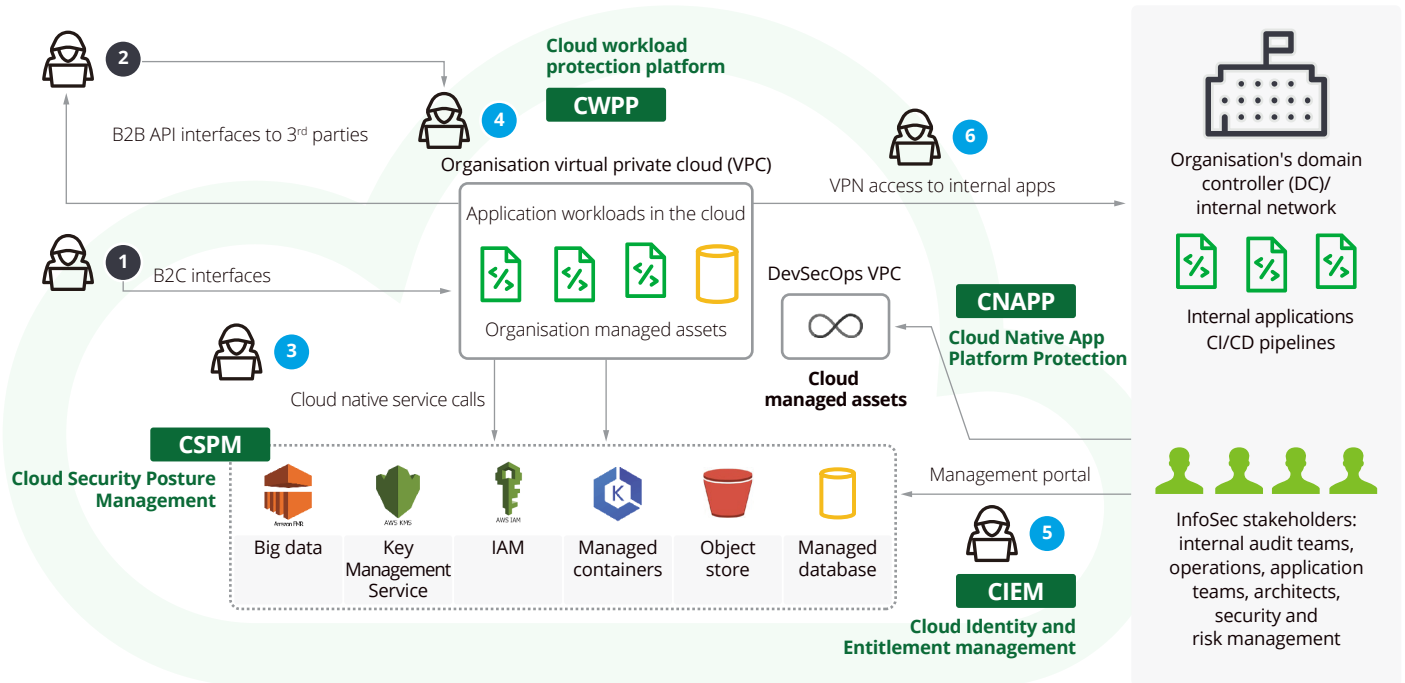 2
B2B API interfaces to 3rd parties
Cloud workload
protection platform
CWPP
4
Organisation virtual private cloud (VPC)
Application workloads in the cloud
Organisation managed assets
6
VPN access to internal apps
1
B2C interfaces
3
Cloud native service calls
DevSecOps VPC
Cloud
managed assets
CNAPP
Cloud Native App
Platform Protection
CSPM
Cloud Security Posture
Management
Amazon EMR
AWS KMS
AWS IAM
K
Big data
Key
Management
Service
IAM
Managed
containers
Object
store
Managed
database
Management portal
5
CIEM
Cloud Identity and
Entitlement management
Organisation's domain
controller (DC)/
internal network
Internal applications
CI/CD pipelines
InfoSec stakeholders:
internal audit teams,
operations, application
teams, architects,
security and
risk management